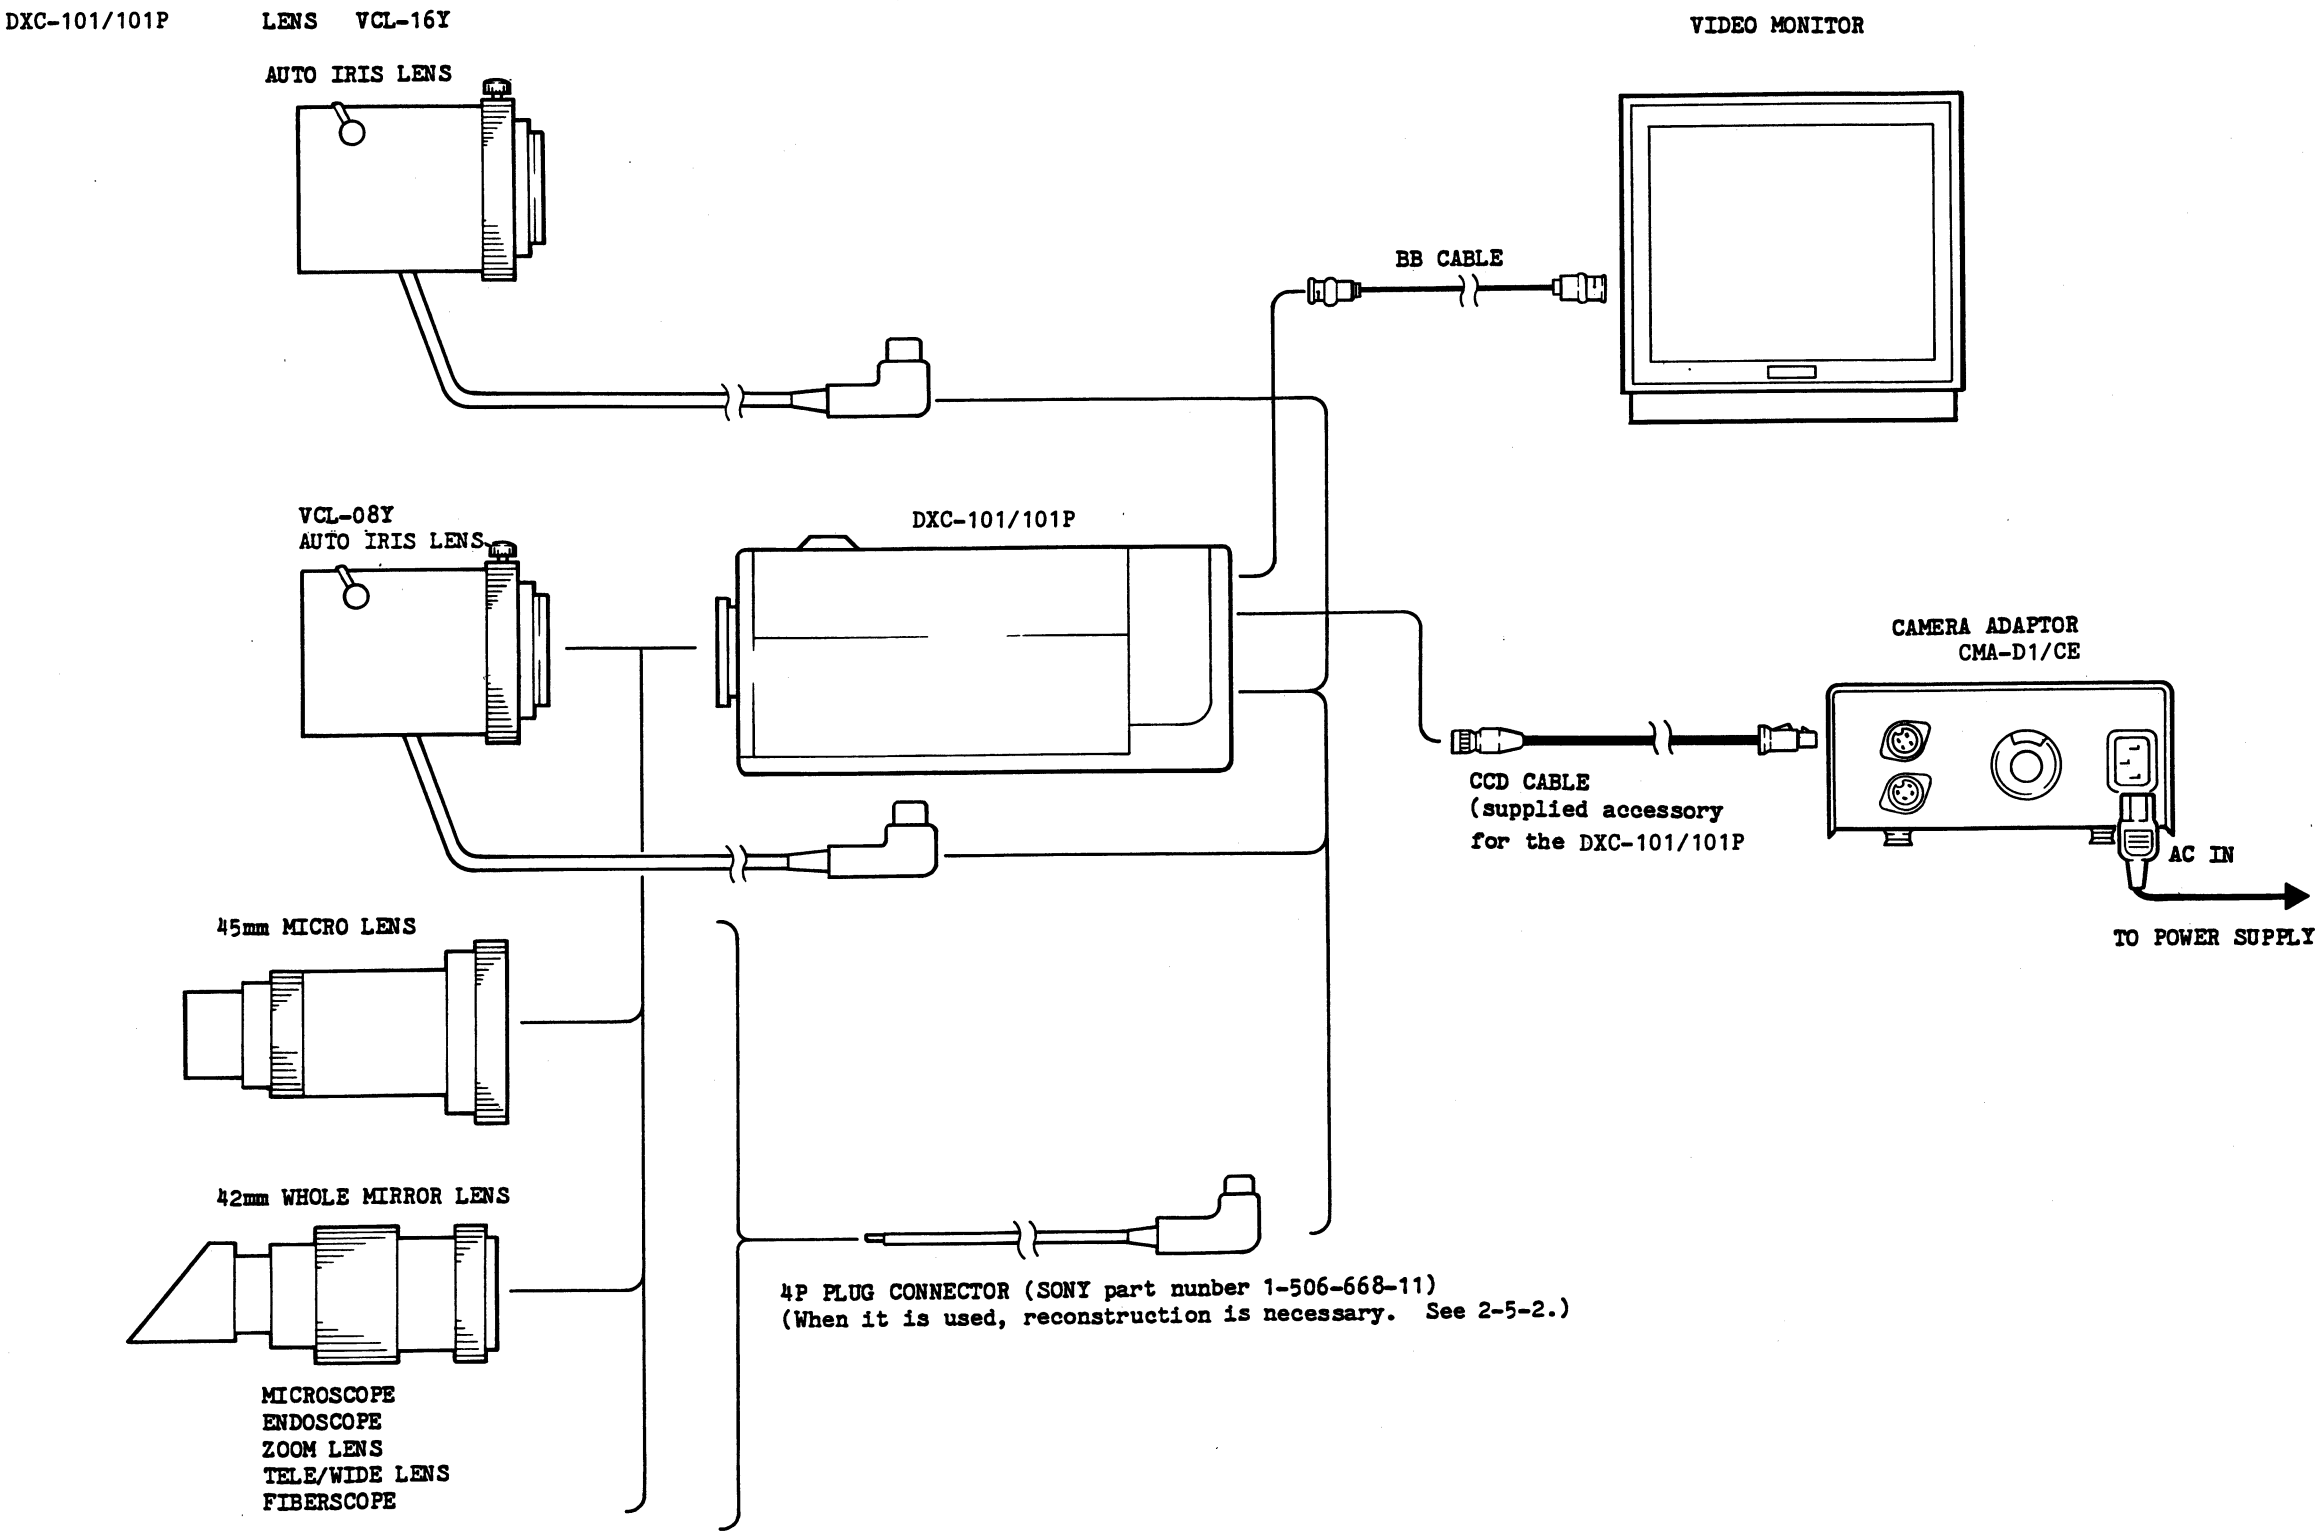 DXC-101/101P
LENS VCL-16Y
AUTO IRIS LENS
VIDEO MONITOR
BB CABLE
VCL-08Y
AUTO IRIS LENS
DXC-101/101P
CAMERA ADAPTOR
CMA-D1/CE
CCD CABLE
(supplied accessory
for the DXC-101/101P
AC IN
TO POWER SUPPLY
45mm MICRO LENS
42mm WHOLE MIRROR LENS
4P PLUG CONNECTOR (SONY part nunber 1-506-668-11)
(When it is used, reconstruction is necessary. See 2-5-2.)
MICROSCOPE
ENDOSCOPE
ZOOM LENS
TELE/WIDE LENS
FIBERSCOPE